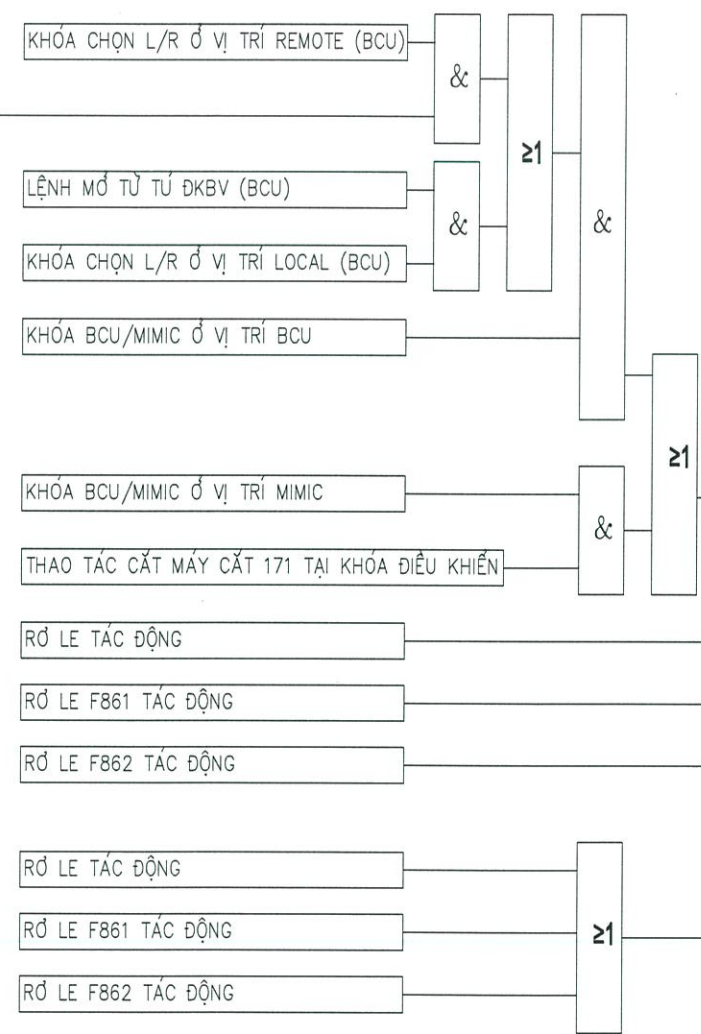 KHÓA CHỌN L/R Ở VỊ TRÍ REMOTE (BCU)
&
≥1
LỆNH MỞ TỪ TỦ ĐKBV (BCU)
&
&
KHÓA CHỌN L/R Ở VỊ TRÍ LOCAL (BCU)
KHÓA BCU/MIMIC Ở VỊ TRÍ BCU
≥1
KHÓA BCU/MIMIC Ở VỊ TRÍ MIMIC
&
THAO TÁC CẮT MÁY CẮT 171 TẠI KHÓA ĐIỀU KHIỂN
RƠ LE TÁC ĐỘNG
RƠ LE F861 TÁC ĐỘNG
RƠ LE F862 TÁC ĐỘNG
RƠ LE TÁC ĐỘNG
RƠ LE F861 TÁC ĐỘNG
≥1
RƠ LE F862 TÁC ĐỘNG